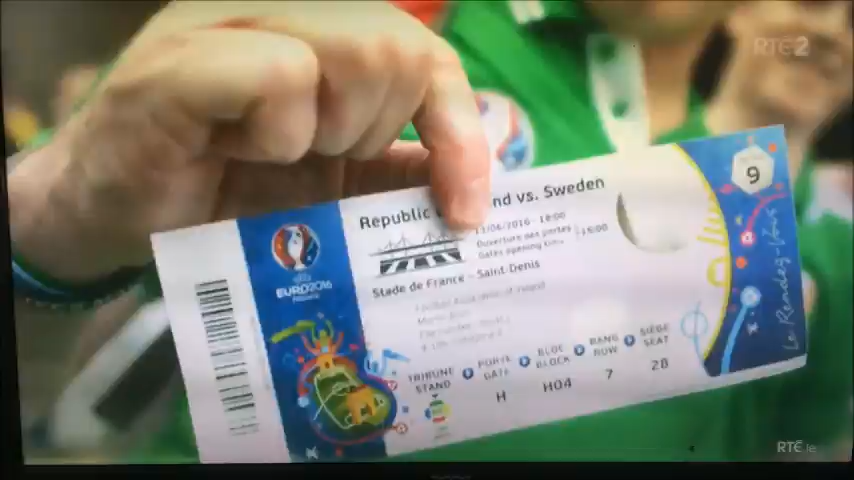 RTÉ2
Republic nd vs. Sweden
13/06/2016 - 18:00
Ouverture des portes
Gates opening time 15:00
Stade de France - Saint-Denis
UEFA
EURO2016
FRANCE
9
Le Rendez-Vous
TRIBUNE STAND
PORTE GATE
BLOC BLOCK
RANG ROW
SIÈGE SEAT
H H04 7 28
RTÉ.ie